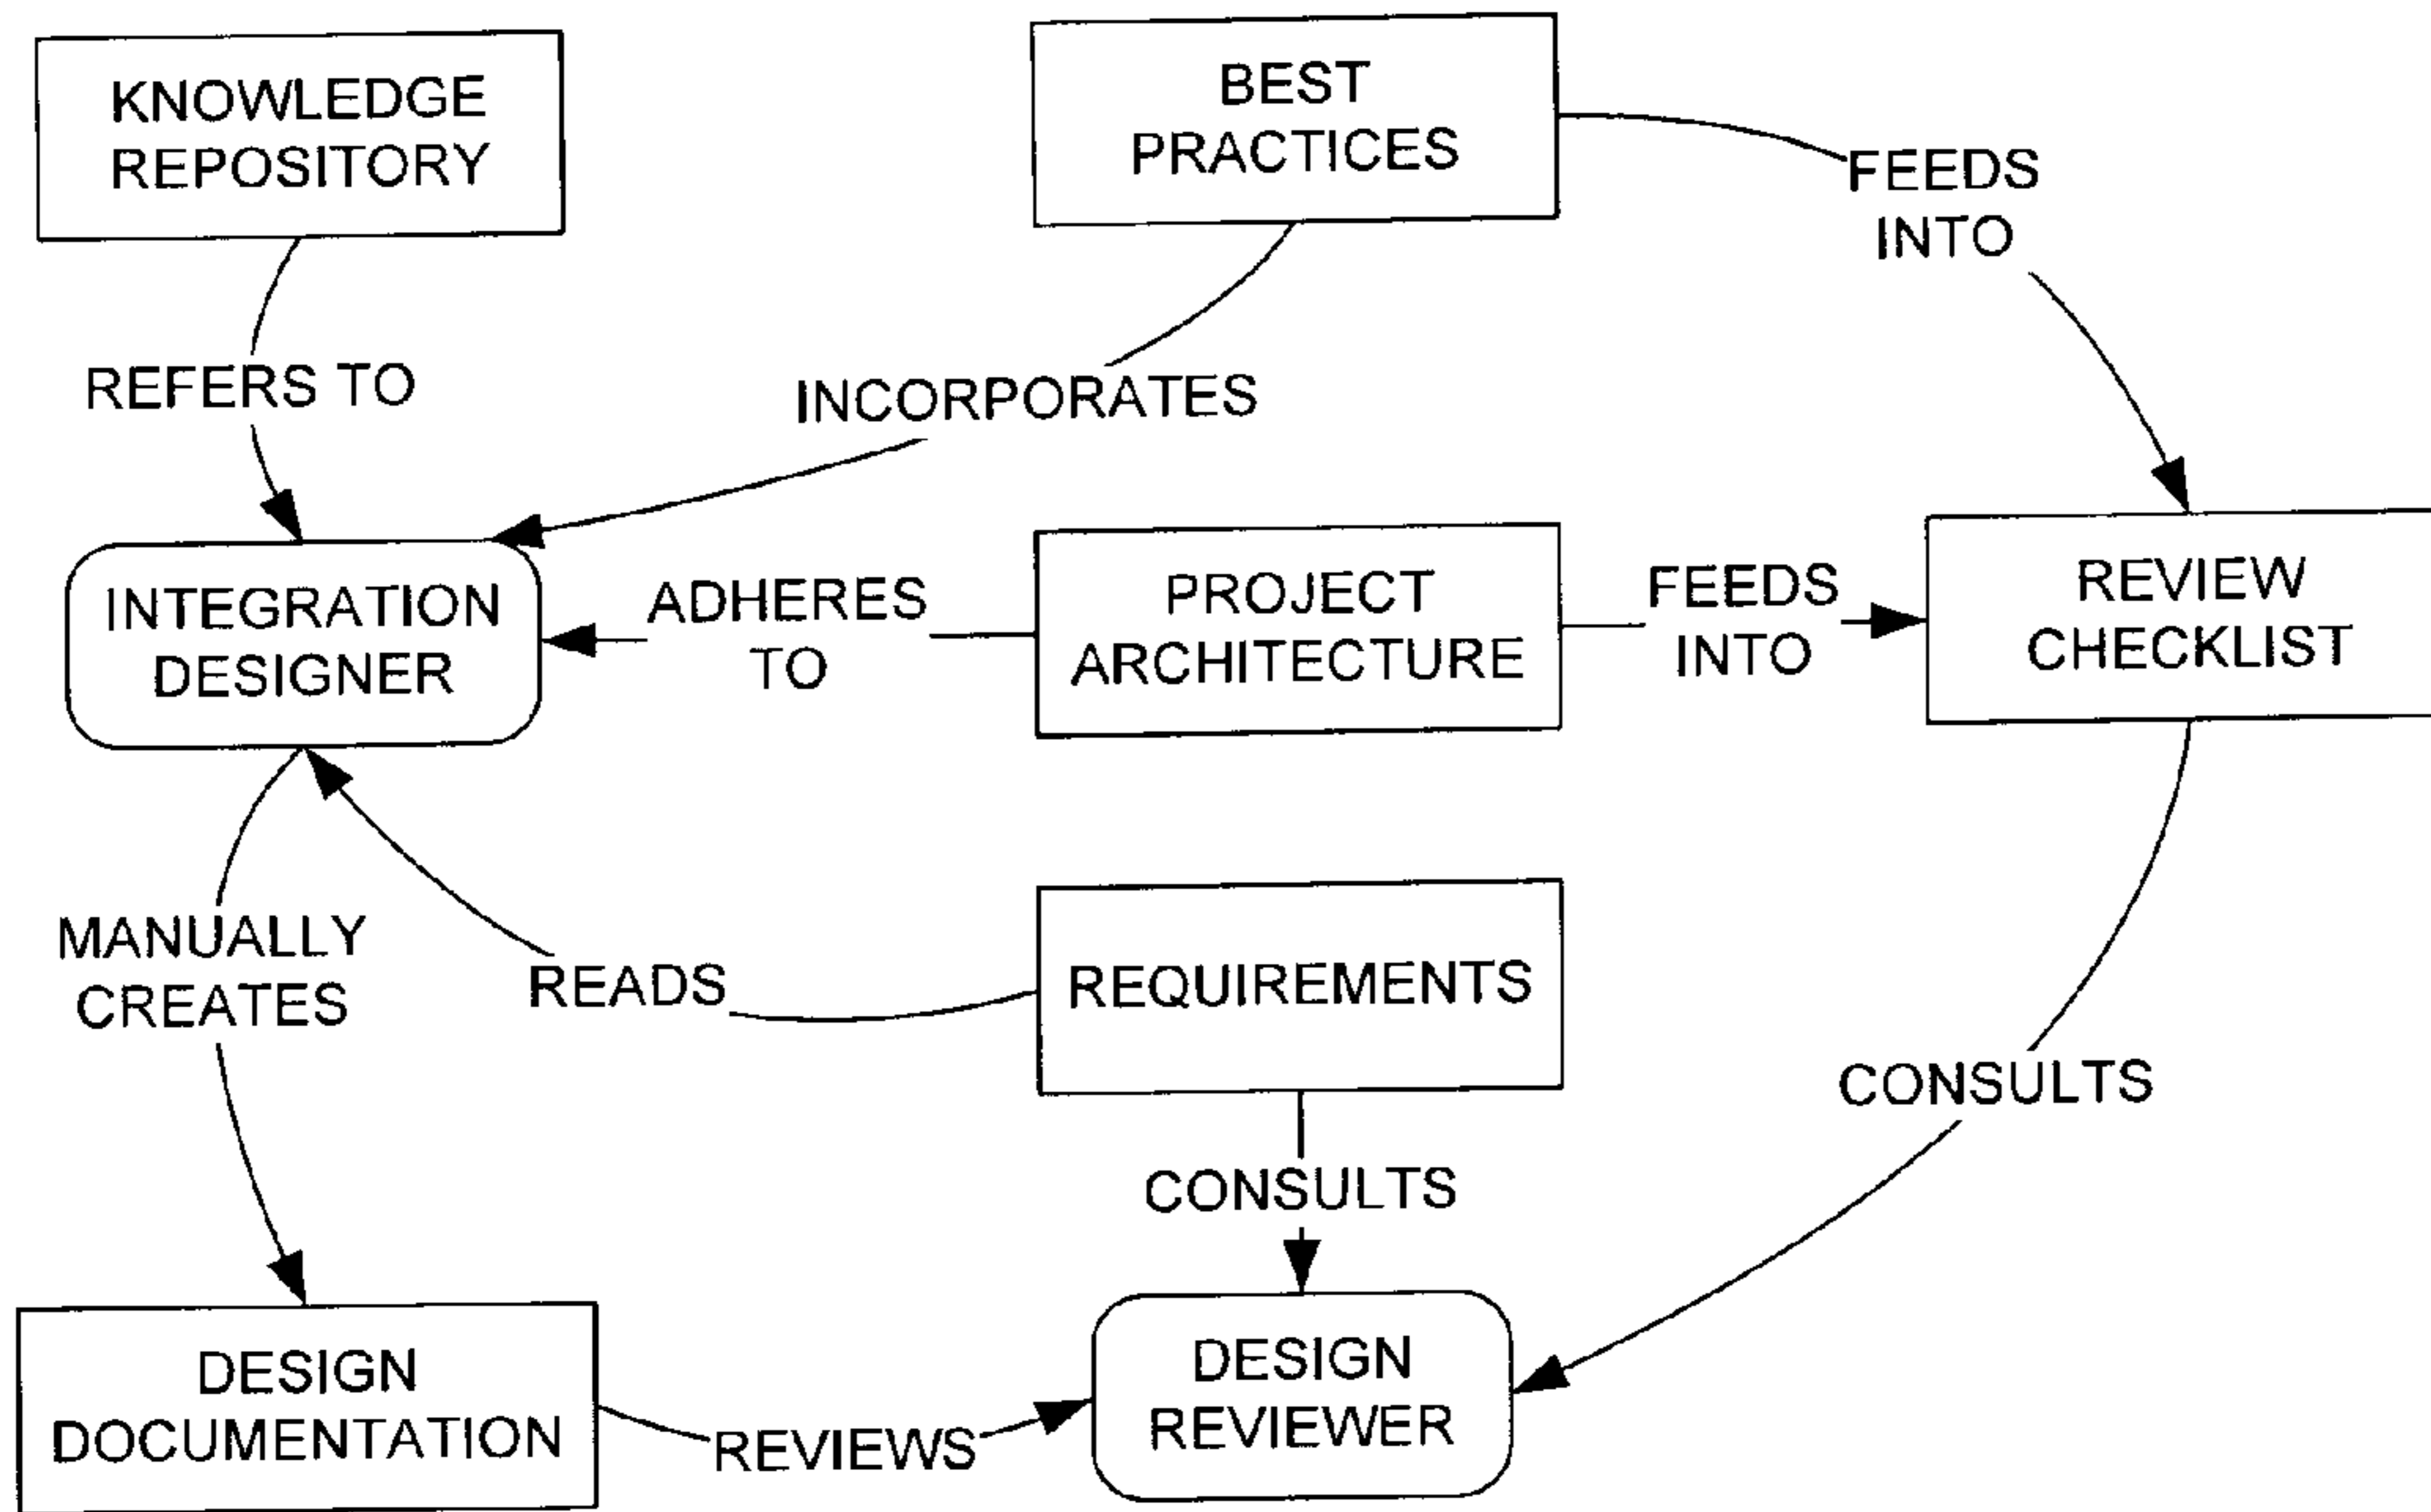 KNOWLEDGE
REPOSITORY
BEST
PRACTICES
FEEDS
INTO
REFERS TO
INCORPORATES
INTEGRATION
DESIGNER
ADHERES
TO
PROJECT
ARCHITECTURE
FEEDS
INTO
REVIEW
CHECKLIST
MANUALLY
CREATES
READS
REQUIREMENTS
CONSULTS
CONSULTS
DESIGN
DOCUMENTATION
REVIEWS
DESIGN
REVIEWER